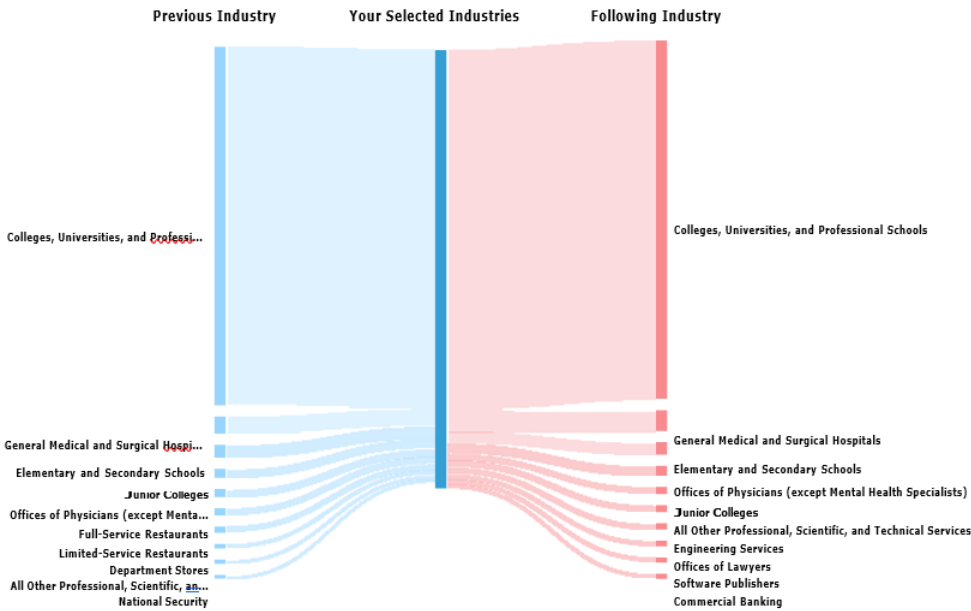 Previous Industry
Your Selected Industries
Following Industry
Colleges, Universities, and Professi...
General Medical and Surgical Hospi...
Elementary and Secondary Schools
Junior Colleges
Offices of Physicians (except Menta...
Full-Service Restaurants
Limited-Service Restaurants
Department Stores
All Other Professional, Scientific, an...
National Security
Colleges, Universities, and Professional Schools
General Medical and Surgical Hospitals
Elementary and Secondary Schools
Offices of Physicians (except Mental Health Specialists)
Junior Colleges
All Other Professional, Scientific, and Technical Services
Engineering Services
Offices of Lawyers
Software Publishers
Commercial Banking